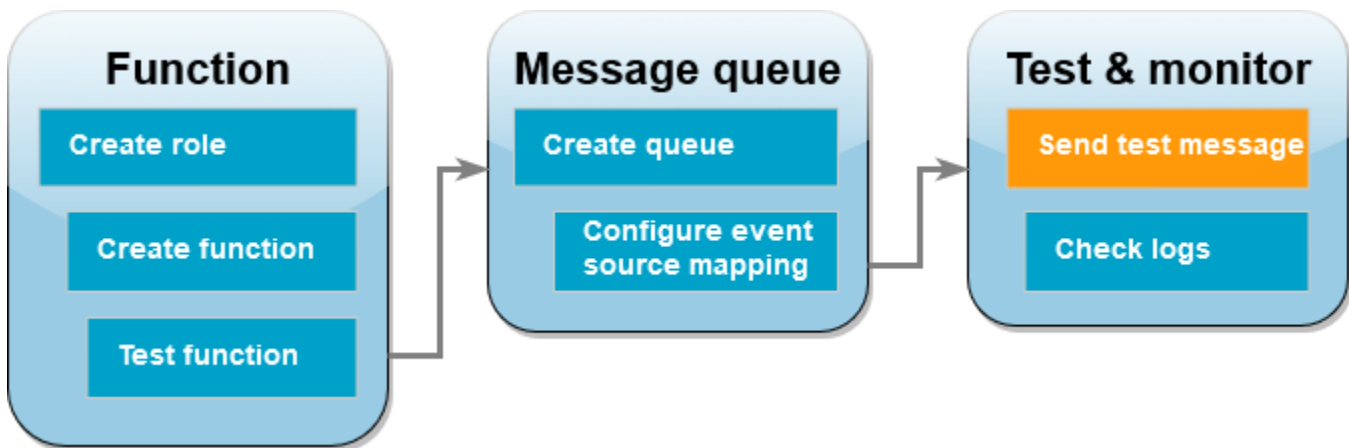 Function
Create role
Create function
Test function
Message queue
Create queue
Configure event
source mapping
Test & monitor
Send test message
Check logs